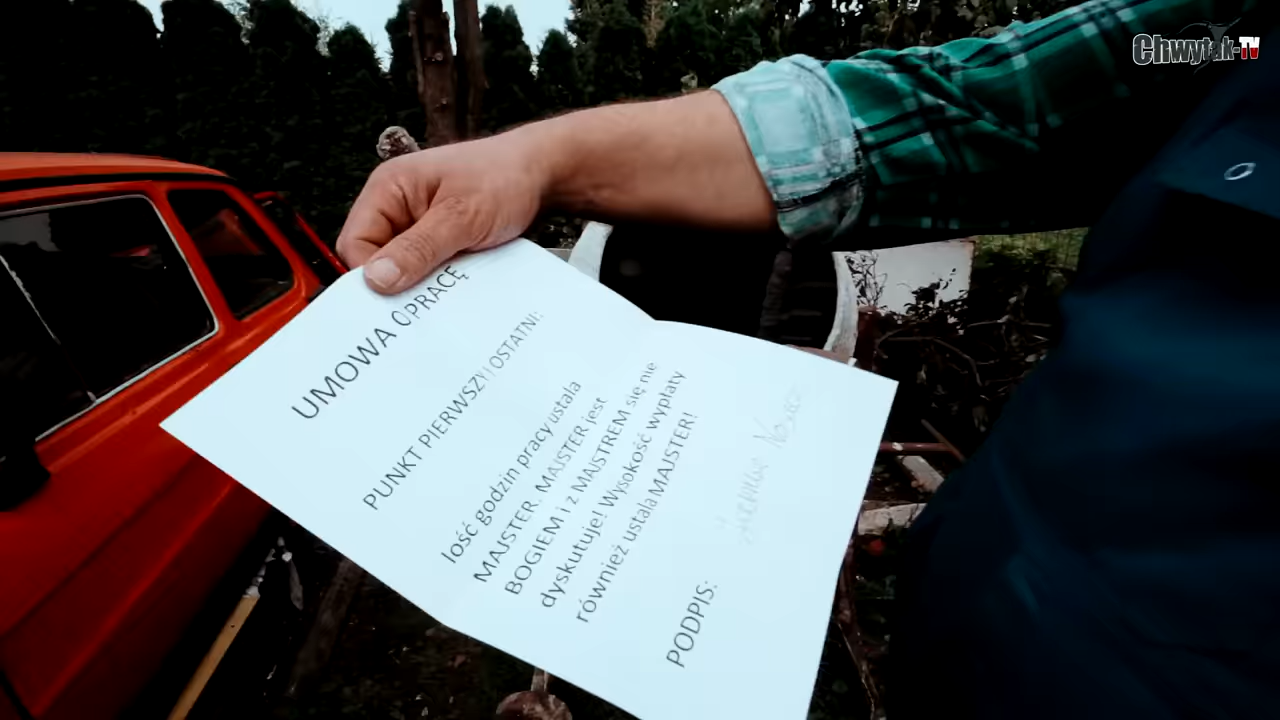 Chwytak-TV
UMOWA O PRACĘ
PUNKT PIERWSZY I OSTATNI:
Iość godzin pracy ustala
MAJSTER. MAJSTER jest
BOGIEM i z MAJSTREM się nie
dyskutuje! Wysokość wypłaty
również ustala MAJSTER!
PODPIS: